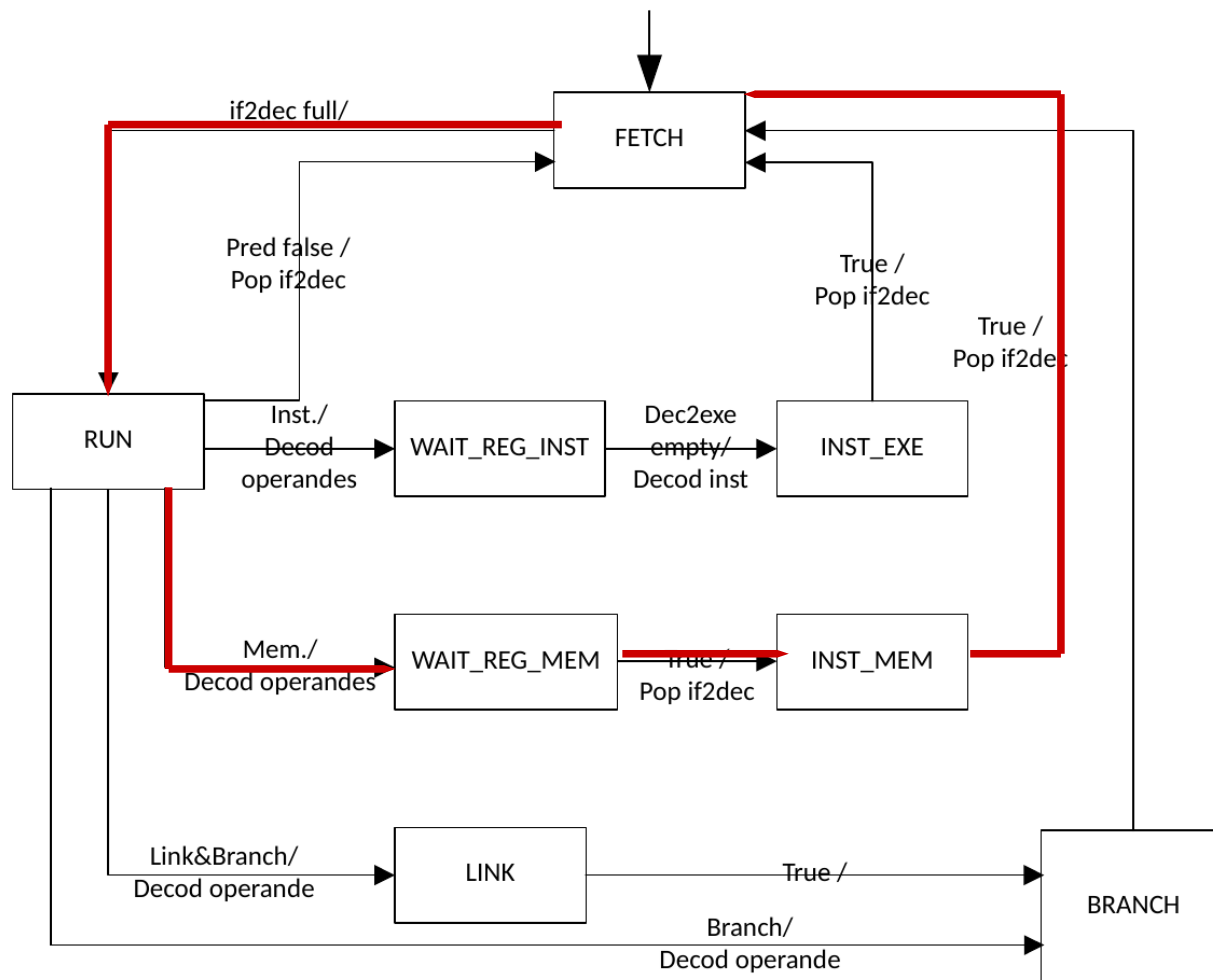 if2dec full/
FETCH
Pred false /
Pop if2dec
True /
Pop if2dec
True /
Pop if2dec
RUN
Inst./
Decod
operandes
WAIT_REG_INST
Dec2exe
empty/
Decod inst
INST_EXE
Mem./
Decod operandes
WAIT_REG_MEM
True /
Pop if2dec
INST_MEM
Link&Branch/
Decod operande
LINK
True /
BRANCH
Branch/
Decod operande